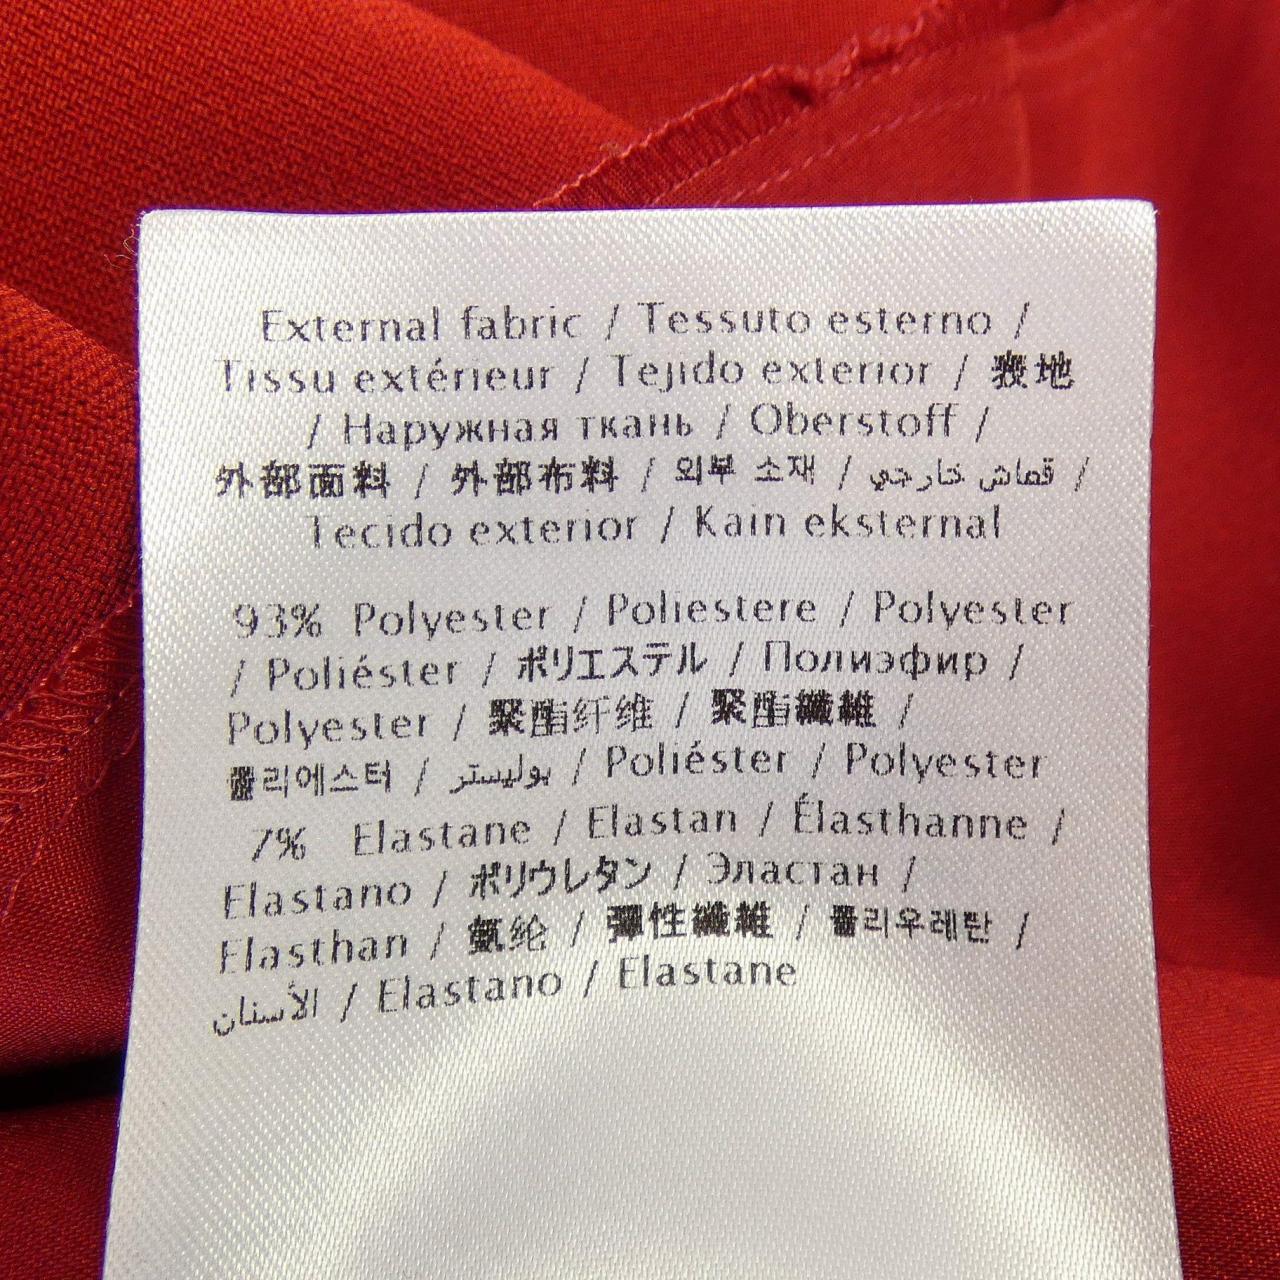 External fabric / Tessuto esterno /
Tissu extérieur / Tejido exterior / 表地
/ Наружная ткань / Oberstoff /
外部面料 / 外部布料 / 외부 소재 / قماش خارجي /
Tecido exterior / Kain eksternal
93% Polyester / Poliestere / Polyester
/ Poliéster / ポリエステル / Полиэфир /
Polyester / 聚酯纤维 / 聚酯纖維 /
폴리에스터 / بوليستر / Poliéster / Polyester
7% Elastane / Elastan / Élasthanne /
Elastano / ポリウレタン / Эластан /
Elasthan / 氨纶 / 彈性纖維 / 폴리우레탄 /
الأستان / Elastano / Elastane